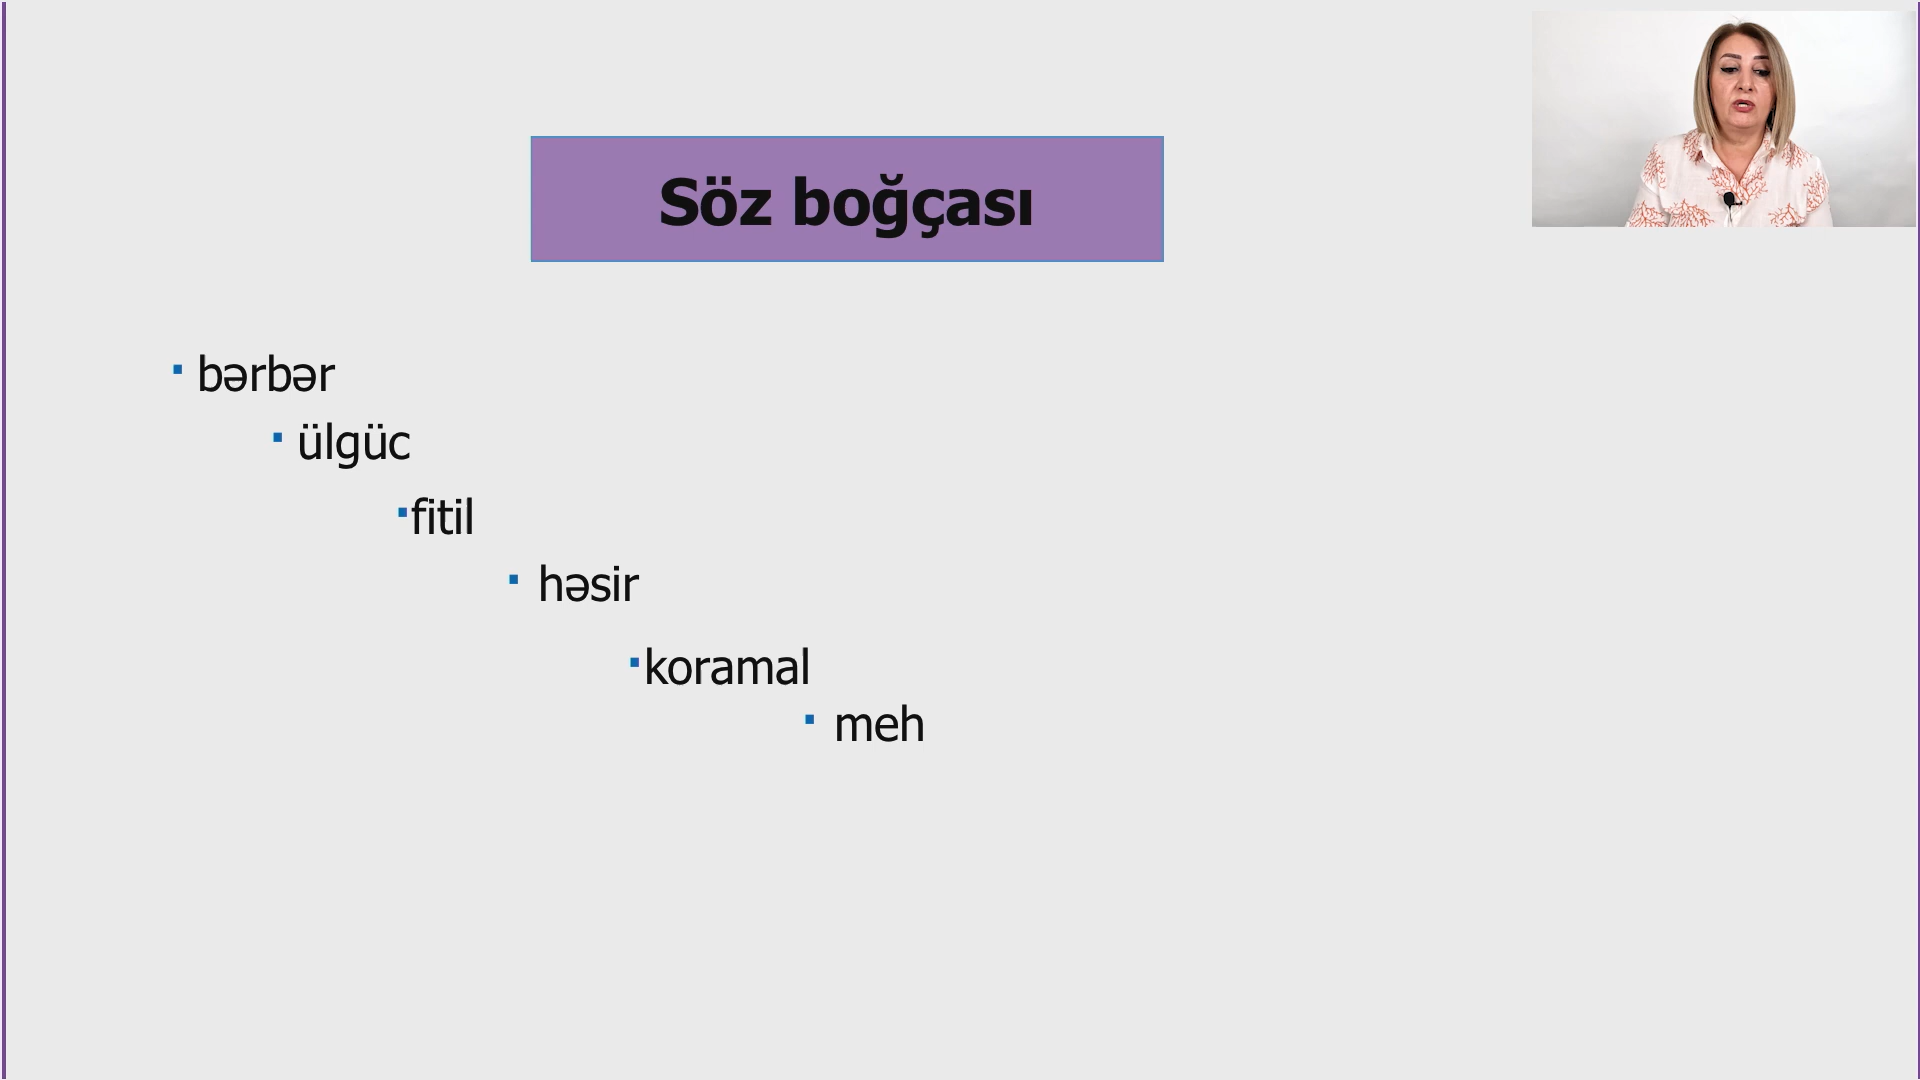 Söz boğçası
▪ bərbər
▪ ülgüc
▪fitil
▪ həsir
▪koramal
▪ meh